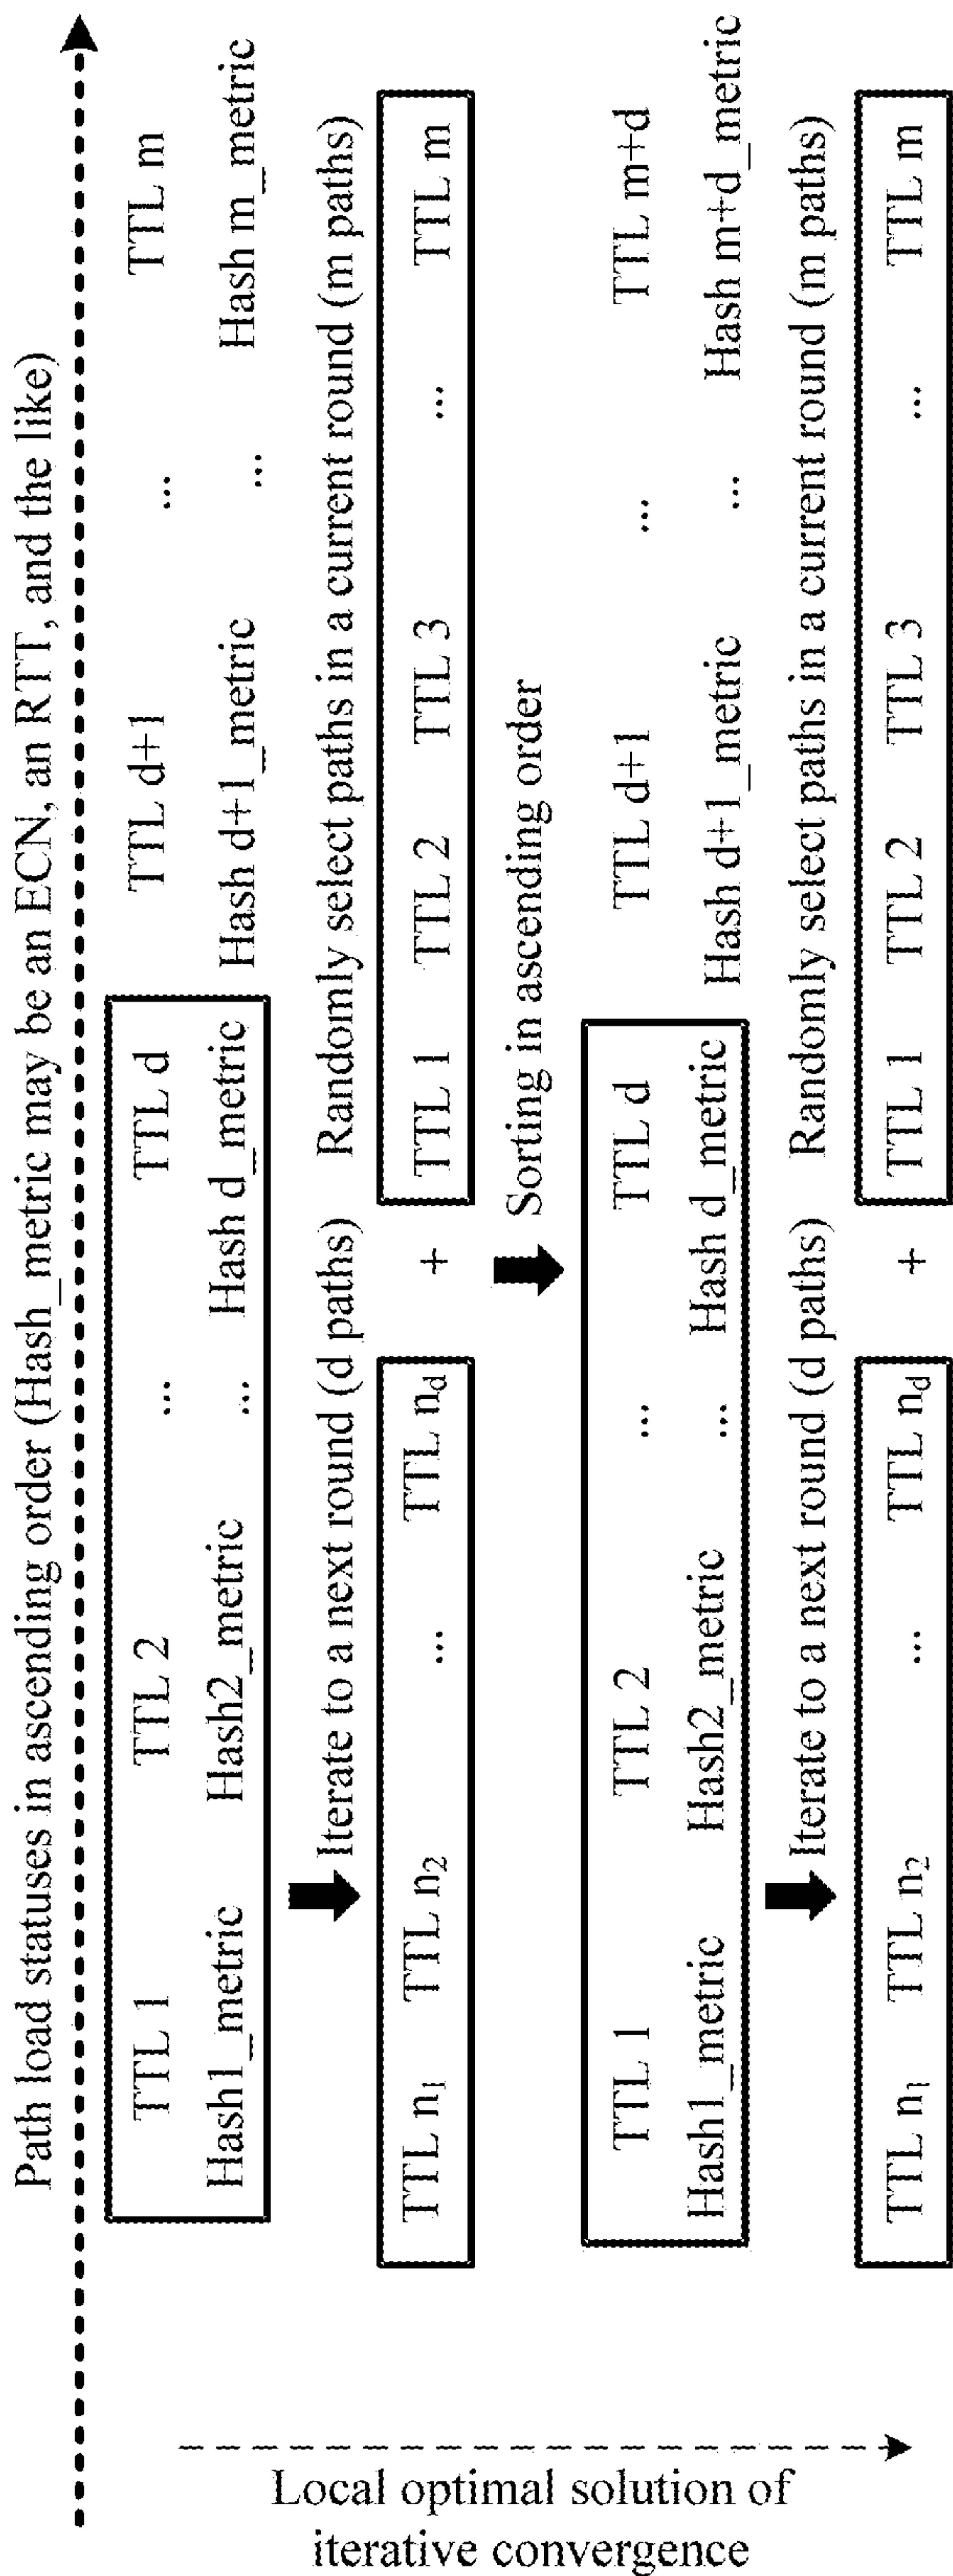 Path load statuses in ascending order (Hash_metric may be an ECN, an RTT, and the like)
TTL 1 TTL 2 ... TTL d TTL d+1 ... TTL m
Hash1_metric Hash2_metric ... Hash d_metric Hash d+1_metric ... Hash m_metric
Iterate to a next round (d paths) Randomly select paths in a current round (m paths)
TTL n1 TTL n2 ... TTL nd + TTL 1 TTL 2 TTL 3 ... TTL m
Sorting in ascending order
TTL 1 TTL 2 ... TTL d TTL d+1 ... TTL m+d
Hash1_metric Hash2_metric ... Hash d_metric Hash d+1_metric ... Hash m+d_metric
Iterate to a next round (d paths) Randomly select paths in a current round (m paths)
TTL n1 TTL n2 ... TTL nd + TTL 1 TTL 2 TTL 3 ... TTL m
Local optimal solution of
iterative convergence